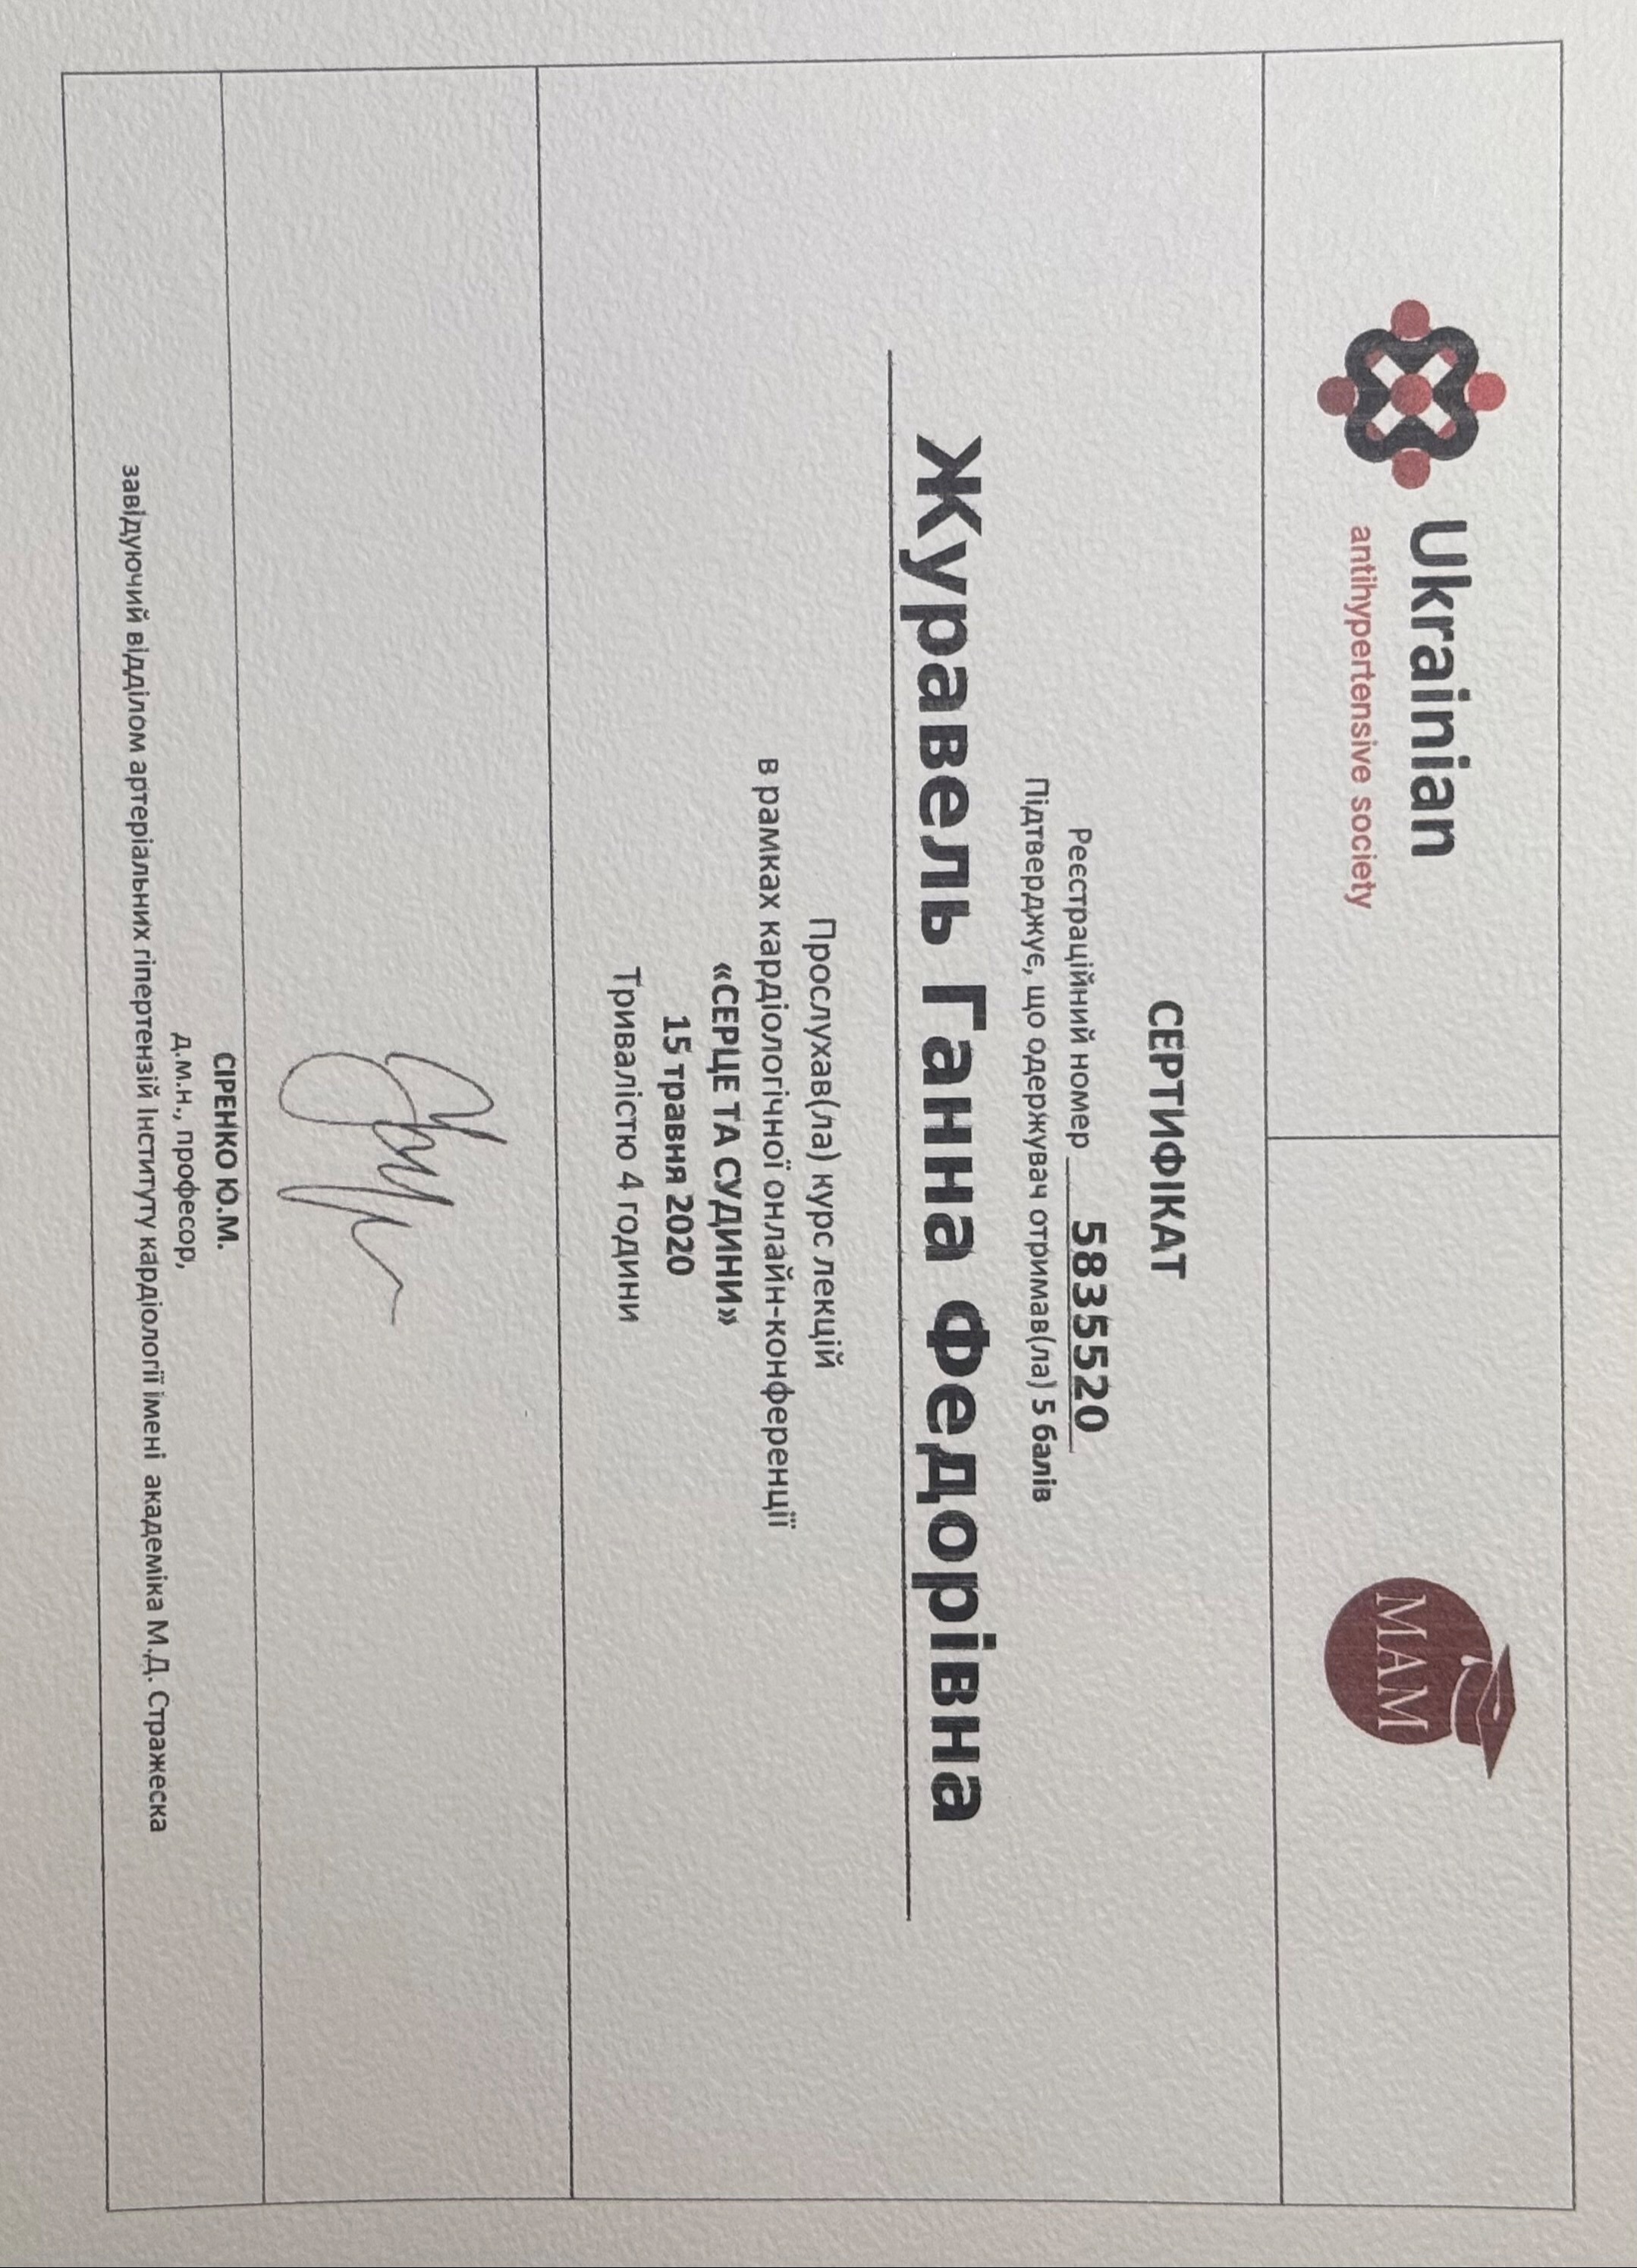 Ukrainian
antihypertensive society
МАМ
СЕРТИФІКАТ
Реєстраційний номер 5835520
Підтверджує, що одержувач отримав(ла) 5 балів
Журавель Ганна Федорівна
Прослухав(ла) курс лекцій
в рамках кардіологічної онлайн-конференції
«СЕРЦЕ ТА СУДИНИ»
15 травня 2020
Тривалістю 4 години
СІРЕНКО Ю.М.
д.м.н., професор,
завідуючий відділом артеріальних гіпертензій Інституту кардіології імені академіка М.Д. Стражеска